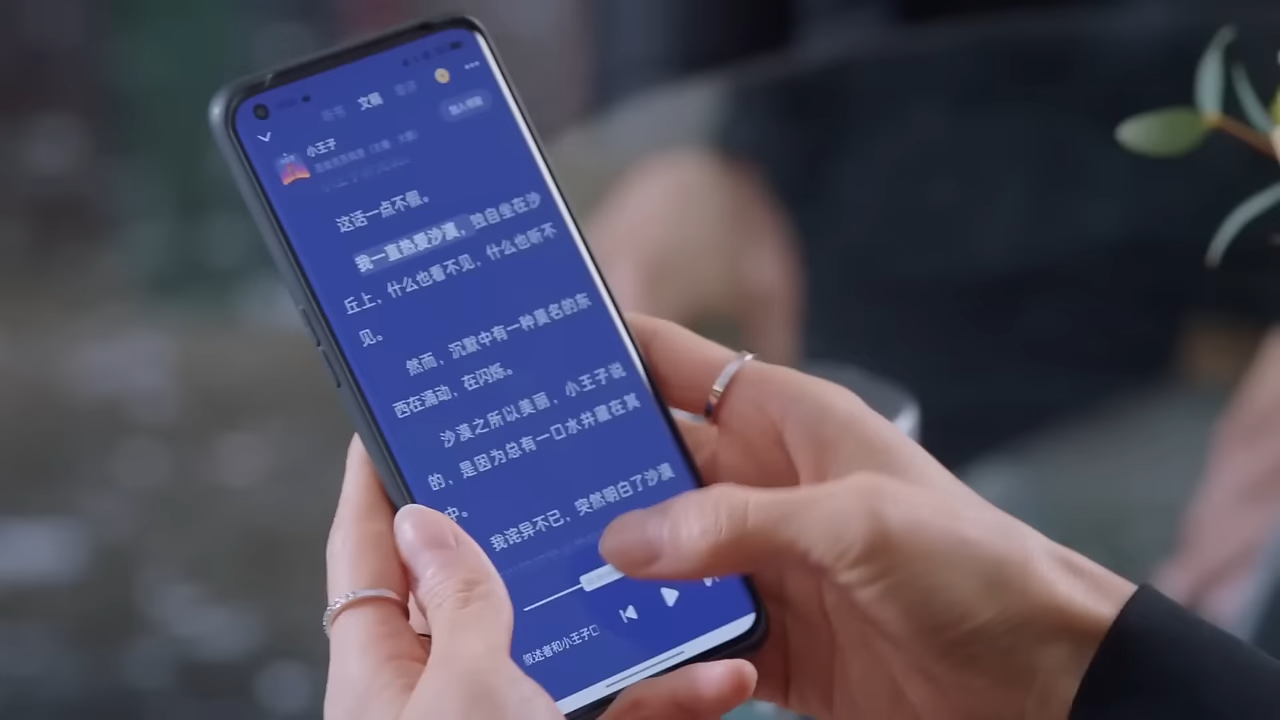 文稿
小王子
这话一点不假。
我一直热爱沙漠，独自坐在沙
丘上，什么也看不见，什么也听不
见。
然而，沉默中有一种莫名的东
西在涌动，在闪烁。
沙漠之所以美丽，小王子说
的，是因为总有一口水井藏在其
中。
我诧异不已，突然明白了沙漠
叙述者和小王子口